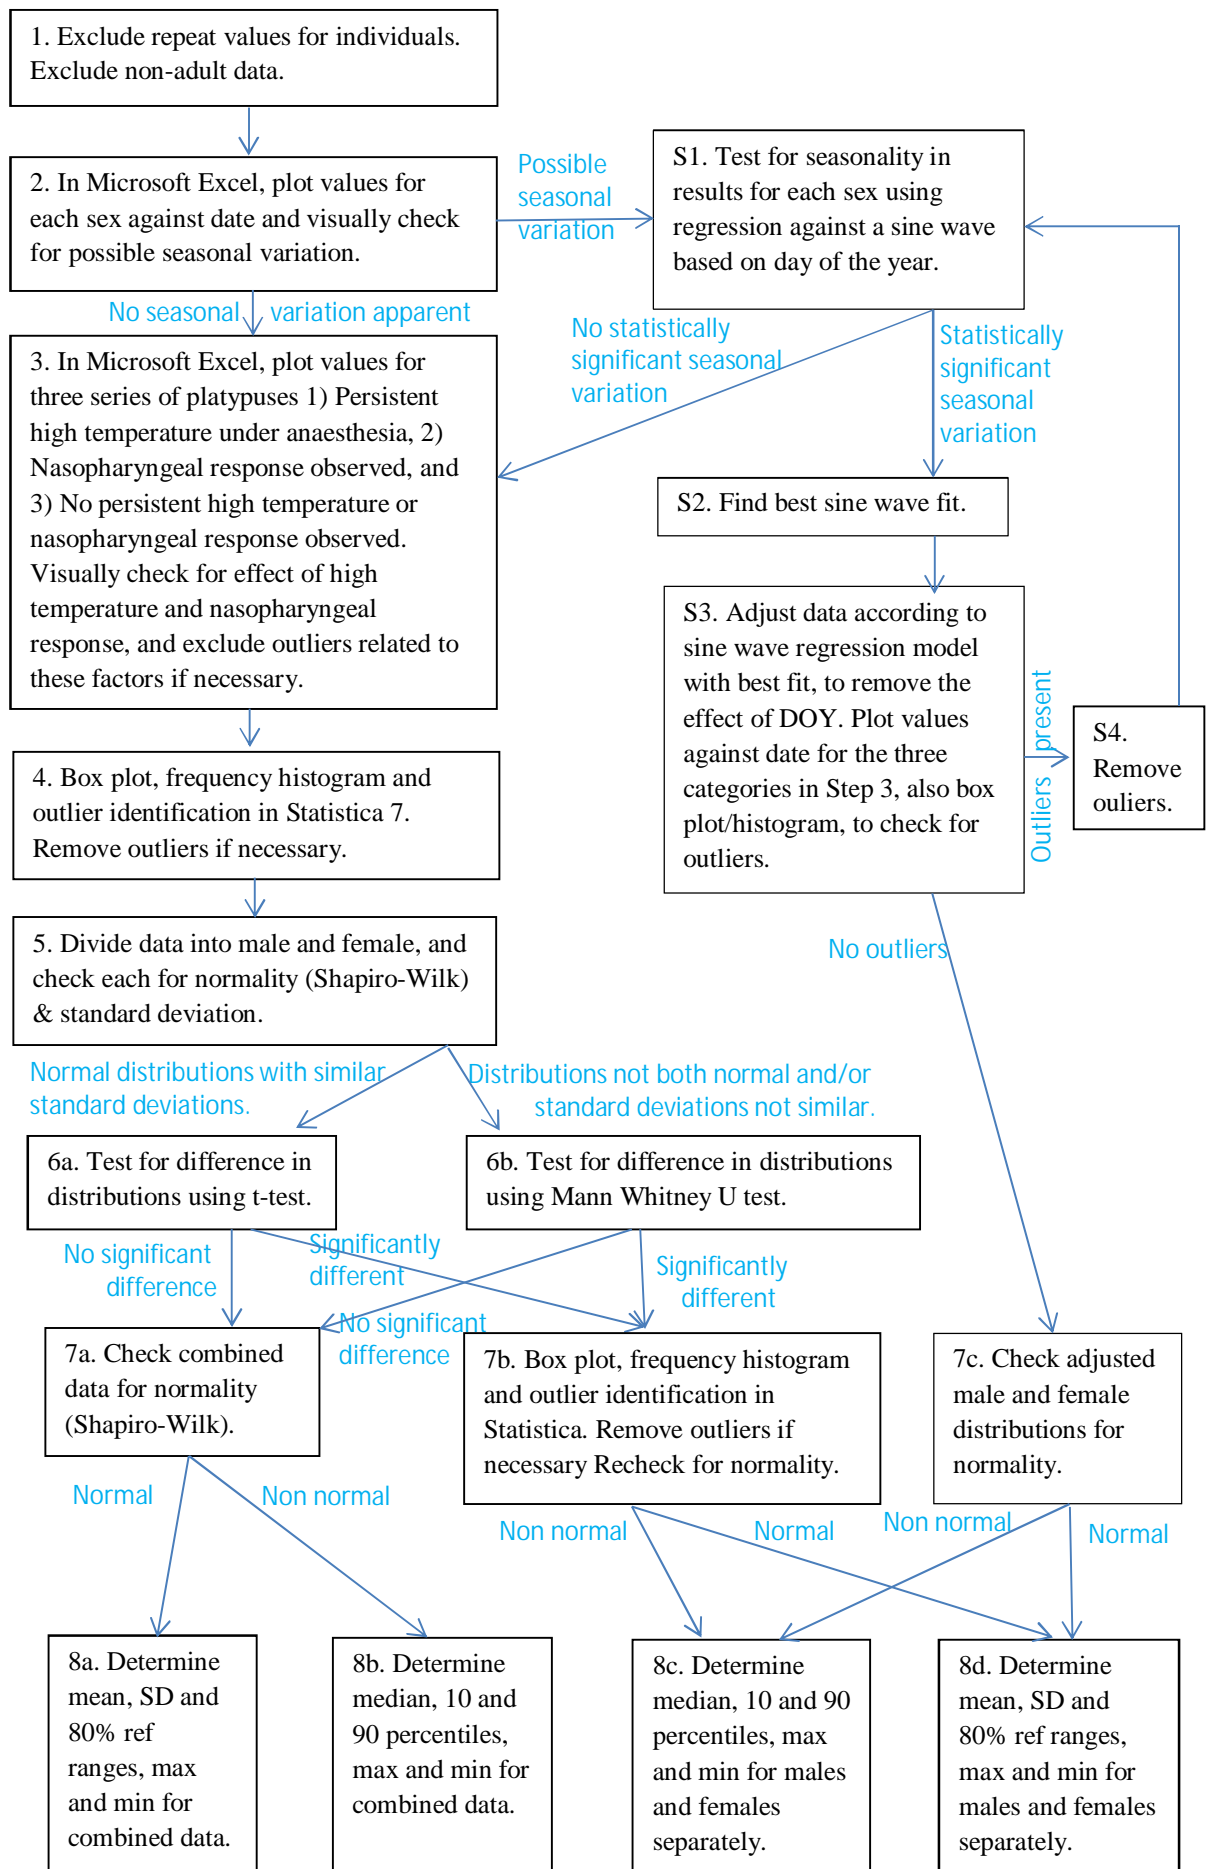 1. Exclude repeat values for individuals.
Exclude non-adult data.
2. In Microsoft Excel, plot values for
each sex against date and visually check
for possible seasonal variation.
Possible
seasonal
variation
S1. Test for seasonality in
results for each sex using
regression against a sine wave
based on day of the year.
No seasonal variation apparent
No statistically
significant seasonal
variation
Statistically
significant
seasonal
variation
3. In Microsoft Excel, plot values for
three series of platypuses 1) Persistent
high temperature under anaesthesia, 2)
Nasopharyngeal response observed, and
3) No persistent high temperature or
nasopharyngeal response observed.
Visually check for effect of high
temperature and nasopharyngeal
response, and exclude outliers related to
these factors if necessary.
S2. Find best sine wave fit.
S3. Adjust data according to
sine wave regression model
with best fit, to remove the
effect of DOY. Plot values
against date for the three
categories in Step 3, also box
plot/histogram, to check for
outliers.
Outliers present
S4.
Remove
ouliers.
4. Box plot, frequency histogram and
outlier identification in Statistica 7.
Remove outliers if necessary.
5. Divide data into male and female, and
check each for normality (Shapiro-Wilk)
& standard deviation.
No outliers
Normal distributions with similar
standard deviations.
Distributions not both normal and/or
standard deviations not similar.
6a. Test for difference in
distributions using t-test.
6b. Test for difference in distributions
using Mann Whitney U test.
No significant
difference
Significantly
different
No significant
difference
Significantly
different
7a. Check combined
data for normality
(Shapiro-Wilk).
7b. Box plot, frequency histogram
and outlier identification in
Statistica. Remove outliers if
necessary Recheck for normality.
7c. Check adjusted
male and female
distributions for
normality.
Normal
Non normal
Non normal
Normal
Non normal
Normal
8a. Determine
mean, SD and
80% ref
ranges, max
and min for
combined data.
8b. Determine
median, 10 and
90 percentiles,
max and min for
combined data.
8c. Determine
median, 10 and 90
percentiles, max
and min for males
and females
separately.
8d. Determine
mean, SD and
80% ref ranges,
max and min for
males and females
separately.